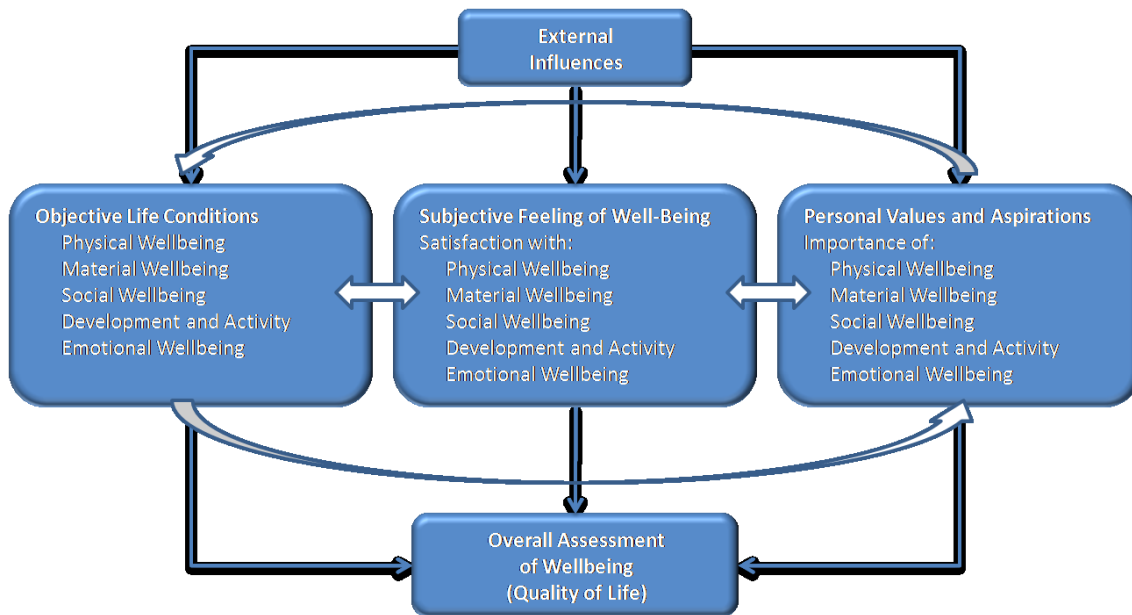 External
Influences
Objective Life Conditions
Physical Wellbeing
Material Wellbeing
Social Wellbeing
Development and Activity
Emotional Wellbeing
Subjective Feeling of Well-Being
Satisfaction with:
Physical Wellbeing
Material Wellbeing
Social Wellbeing
Development and Activity
Emotional Wellbeing
Personal Values and Aspirations
Importance of:
Physical Wellbeing
Material Wellbeing
Social Wellbeing
Development and Activity
Emotional Wellbeing
Overall Assessment
of Wellbeing
(Quality of Life)